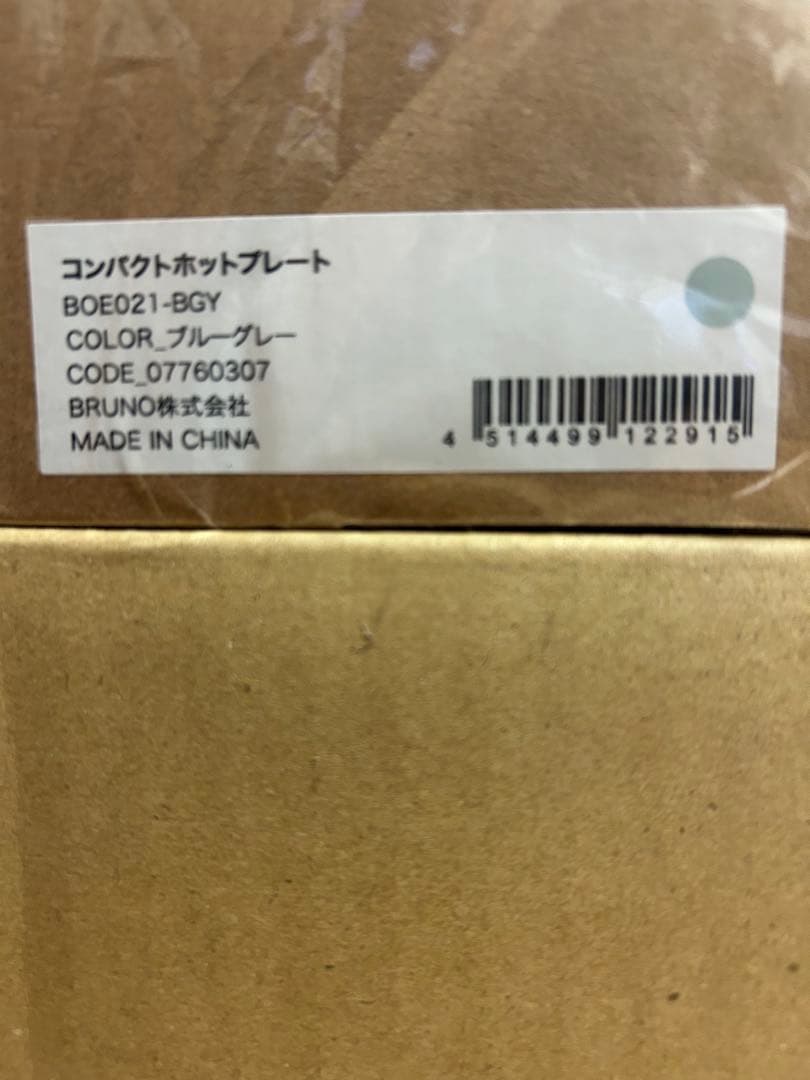 コンパクトホットプレート
BOE021-BGY
COLOR_ブルーグレー
CODE_07760307
BRUNO株式会社
MADE IN CHINA
4 514499 122915